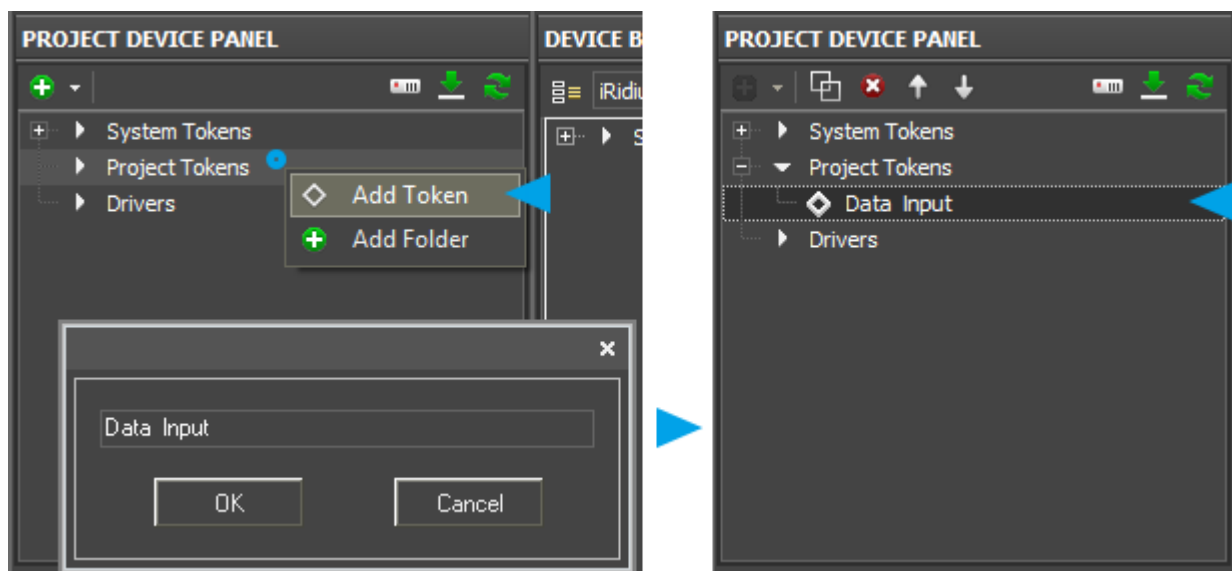 PROJECT DEVICE PANEL
DEVICE B
iRidiu
System Tokens
Project Tokens
Drivers
Add Token
Add Folder
Data Input
OK
Cancel
PROJECT DEVICE PANEL
System Tokens
Project Tokens
Data Input
Drivers